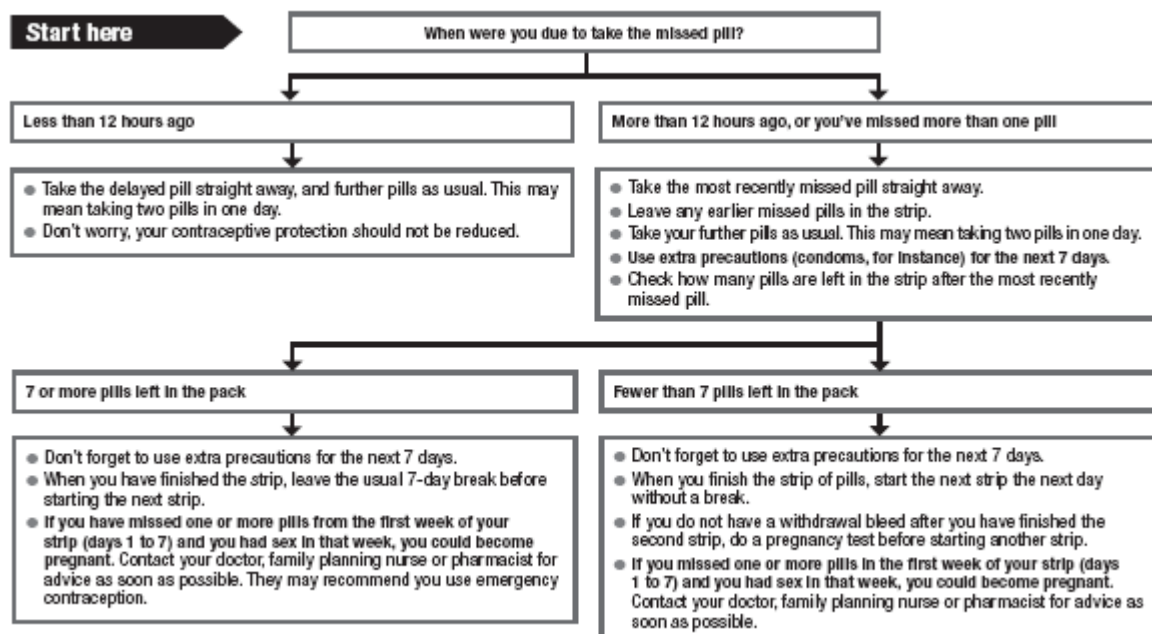 Start here
When were you due to take the missed pill?
Less than 12 hours ago
More than 12 hours ago, or you've missed more than one pill
● Take the delayed pill straight away, and further pills as usual. This may
mean taking two pills in one day.
● Don't worry, your contraceptive protection should not be reduced.
● Take the most recently missed pill straight away.
● Leave any earlier missed pills in the strip.
● Take your further pills as usual. This may mean taking two pills in one day.
● Use extra precautions (condoms, for instance) for the next 7 days.
● Check how many pills are left in the strip after the most recently
missed pill.
7 or more pills left in the pack
Fewer than 7 pills left in the pack
● Don't forget to use extra precautions for the next 7 days.
● When you have finished the strip, leave the usual 7-day break before
starting the next strip.
● If you have missed one or more pills from the first week of your
strip (days 1 to 7) and you had sex in that week, you could become
pregnant. Contact your doctor, family planning nurse or pharmacist for
advice as soon as possible. They may recommend you use emergency
contraception.
● Don't forget to use extra precautions for the next 7 days.
● When you finish the strip of pills, start the next strip the next day
without a break.
● If you do not have a withdrawal bleed after you have finished the
second strip, do a pregnancy test before starting another strip.
● If you missed one or more pills in the first week of your strip (days
1 to 7) and you had sex in that week, you could become pregnant.
Contact your doctor, family planning nurse or pharmacist for advice as
soon as possible.